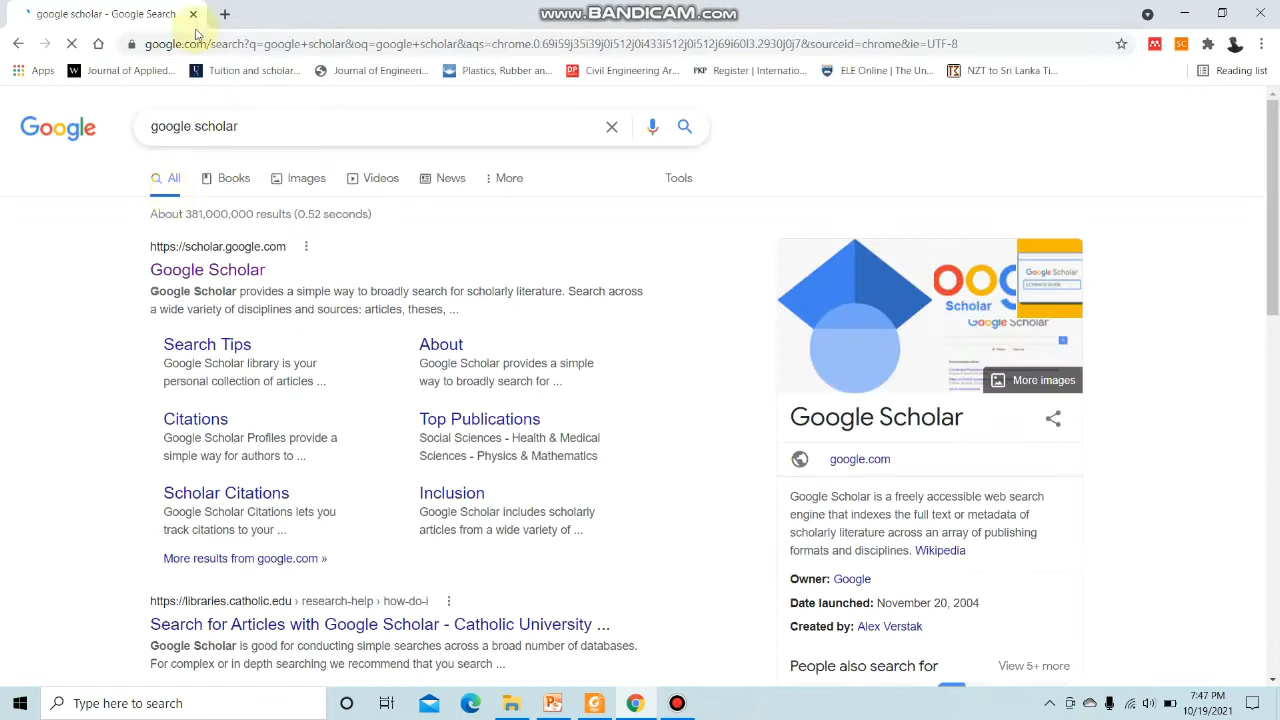 google scholar - Google Search
www.BANDICAM.com
google.com/search?q=google+scholar&oq=google+scholar&aqs=chrome.0.69i59j35i39j0i512j0i433i512j0i512j69i60l3.2930j0j7&sourceid=chrome&ie=UTF-8
SC
Apps
W Journal of Applied...
Tuition and scholar...
Journal of Engineeri...
Plastics, Rubber an...
DP Civil Engineering Ar...
PKP Register | Internatio...
ELE Online | The Un...
NZT to Sri Lanka Ti...
Reading list
Google
google scholar
All
Books
Images
Videos
News
More
Tools
About 381,000,000 results (0.52 seconds)
https://scholar.google.com
Google Scholar
Google Scholar provides a simple way to broadly search for scholarly literature. Search across
a wide variety of disciplines and sources: articles, theses, ...
Search Tips
Google Scholar library is your
personal collection of articles ...
About
Google Scholar provides a simple
way to broadly search for ...
Citations
Google Scholar Profiles provide a
simple way for authors to ...
Top Publications
Social Sciences - Health & Medical
Sciences - Physics & Mathematics
Scholar Citations
Google Scholar Citations lets you
track citations to your ...
Inclusion
Google Scholar includes scholarly
articles from a wide variety of ...
More results from google.com »
https://libraries.catholic.edu › research-help › how-do-i
Search for Articles with Google Scholar - Catholic University ...
Google Scholar is good for conducting simple searches across a broad number of databases.
For complex or in depth searching we recommend that you search ...
Scholar
Google Scholar
Google Scholar
More images
Google Scholar
google.com
Google Scholar is a freely accessible web search
engine that indexes the full text or metadata of
scholarly literature across an array of publishing
formats and disciplines. Wikipedia
Owner: Google
Date launched: November 20, 2004
Created by: Alex Verstak
People also search for
View 5+ more
Type here to search
7:47 PM
10/19/2021